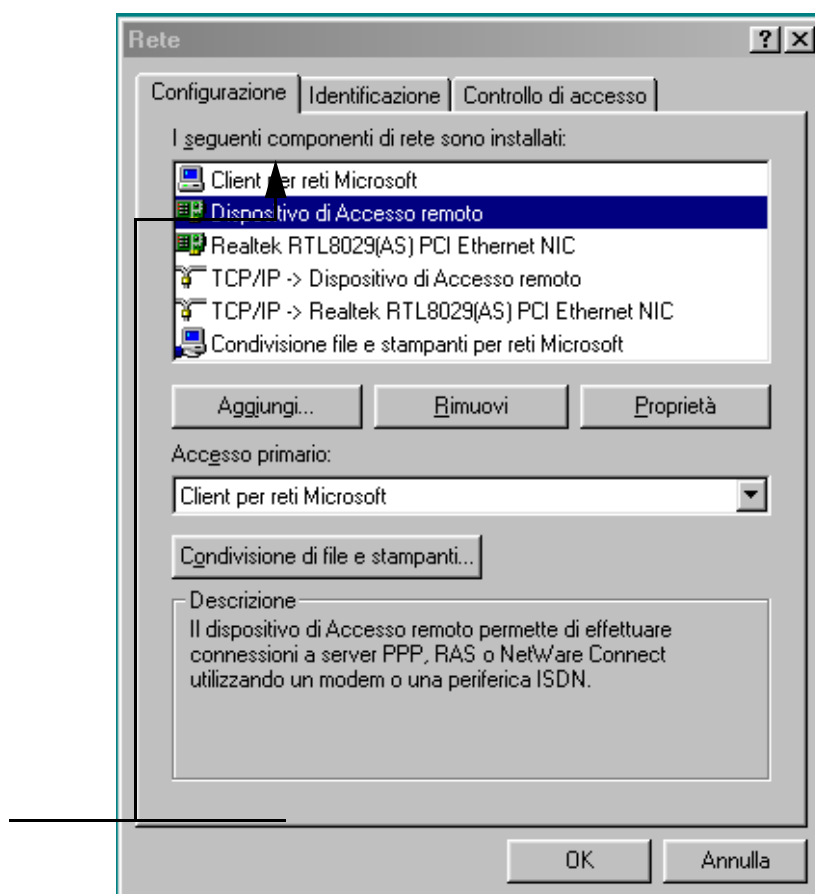 Rete
Configurazione Identificazione Controllo di accesso
I seguenti componenti di rete sono installati:
Client per reti Microsoft
Dispositivo di Accesso remoto
Realtek RTL8029(AS) PCI Ethernet NIC
TCP/IP -> Dispositivo di Accesso remoto
TCP/IP -> Realtek RTL8029(AS) PCI Ethernet NIC
Condivisione file e stampanti per reti Microsoft
Aggiungi... Rimuovi Proprietà
Accesso primario:
Client per reti Microsoft
Condivisione di file e stampanti...
Descrizione
Il dispositivo di Accesso remoto permette di effettuare
connessioni a server PPP, RAS o NetWare Connect
utilizzando un modem o una periferica ISDN.
OK Annulla